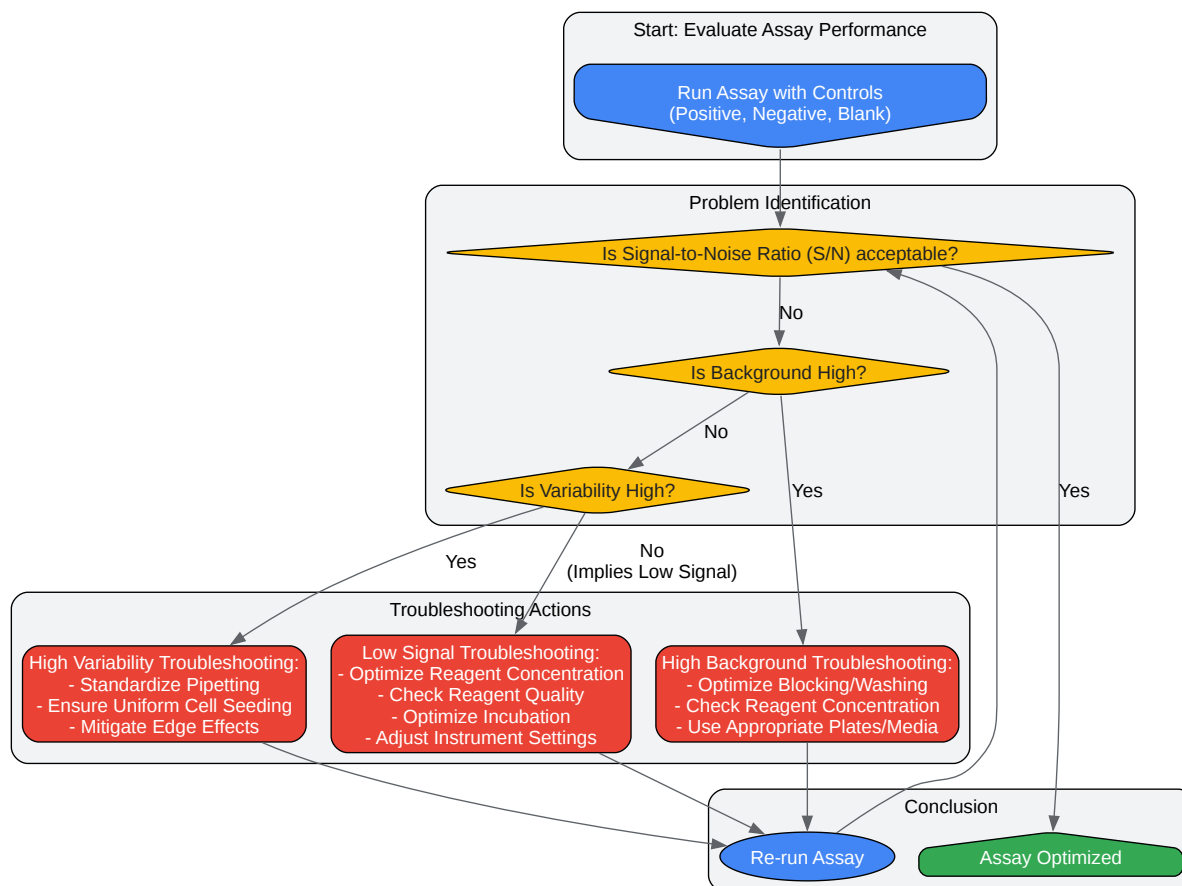 Start: Evaluate Assay Performance
Run Assay with Controls
(Positive, Negative, Blank)
Problem Identification
Is Signal-to-Noise Ratio (S/N) acceptable?
No
Is Background High?
No
Is Variability High?
Yes
Yes
Yes
No
(Implies Low Signal)
Troubleshooting Actions
High Variability Troubleshooting:
- Standardize Pipetting
- Ensure Uniform Cell Seeding
- Mitigate Edge Effects
Low Signal Troubleshooting:
- Optimize Reagent Concentration
- Check Reagent Quality
- Optimize Incubation
- Adjust Instrument Settings
High Background Troubleshooting:
- Optimize Blocking/Washing
- Check Reagent Concentration
- Use Appropriate Plates/Media
Conclusion
Re-run Assay
Assay Optimized